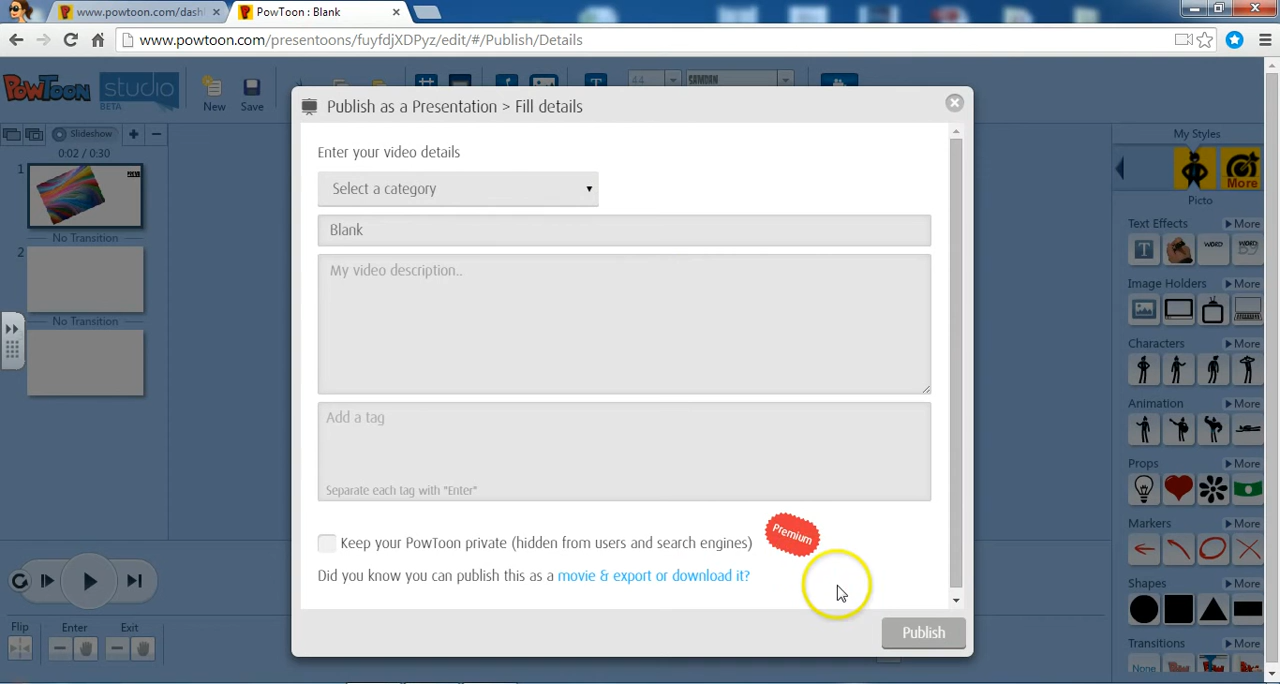 www.powtoon.com/dashl
PowToon : Blank
www.powtoon.com/presentoons/fuyfdjXDPyz/edit/#/Publish/Details
POWTOON studio
BETA
New
Save
44
Slideshow
0:02 / 0:30
1
No Transition
2
No Transition
Flip
Enter
Exit
Publish as a Presentation > Fill details
Enter your video details
Select a category
Blank
My video description..
Add a tag
Separate each tag with "Enter"
Keep your PowToon private (hidden from users and search engines)
Premium
Did you know you can publish this as a movie & export or download it?
Publish
My Styles
More
Picto
Text Effects
More
T
WORD
Image Holders
More
Characters
More
Animation
More
Props
More
Markers
More
Shapes
More
Transitions
More
None